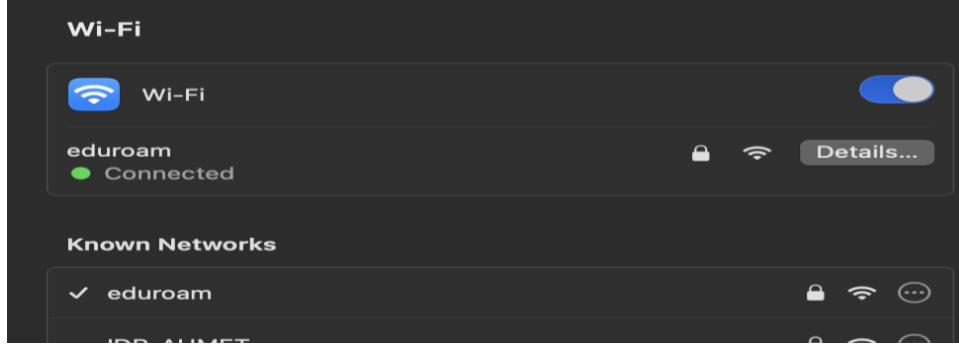 Wi-Fi
Wi-Fi
eduroam
Details...
Connected
Known Networks
eduroam